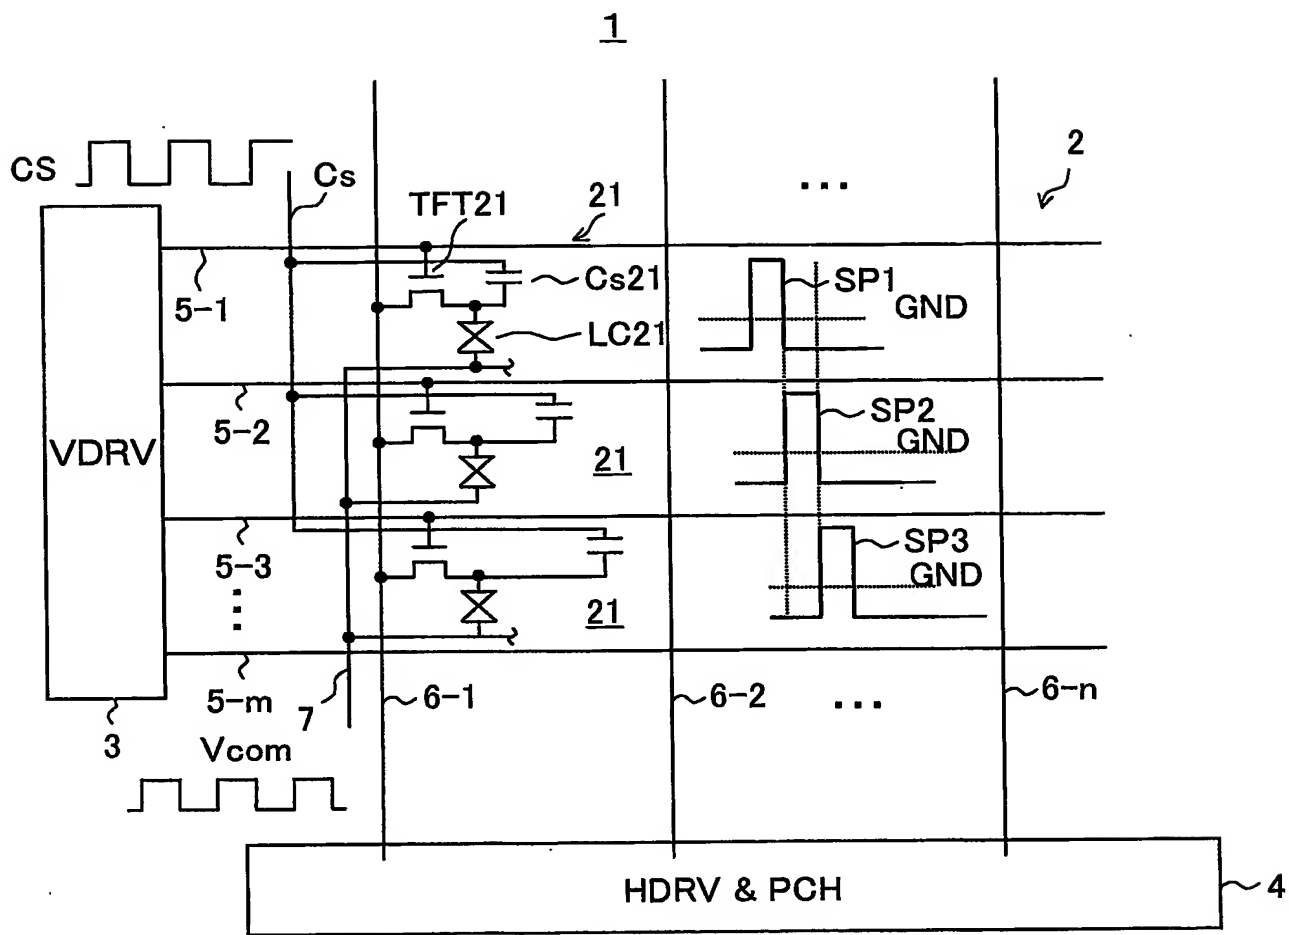 1
CS
Cs
TFT21
21
...
2
5-1
Cs21
SP1
GND
LC21
5-2
SP2
GND
VDRV
21
5-3
SP3
GND
21
5-m
7
6-1
6-2
...
6-n
3
Vcom
HDRV & PCH
4